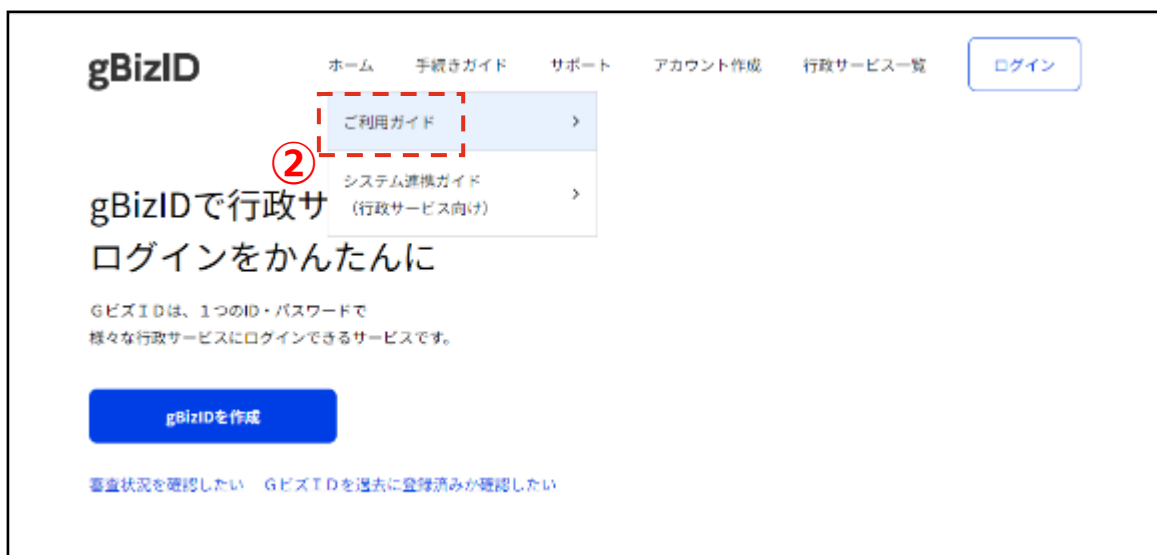 gBizID
ホーム 手続きガイド サポート アカウント作成 行政サービス一覧 ログイン
ご利用ガイド
②
システム連携ガイド
（行政サービス向け）
gBizIDで行政サ
ログインをかんたんに
GビズIDは、1つのID・パスワードで
様々な行政サービスにログインできるサービスです。
gBizIDを作成
審査状況を確認したい GビズIDを過去に登録済みか確認したい